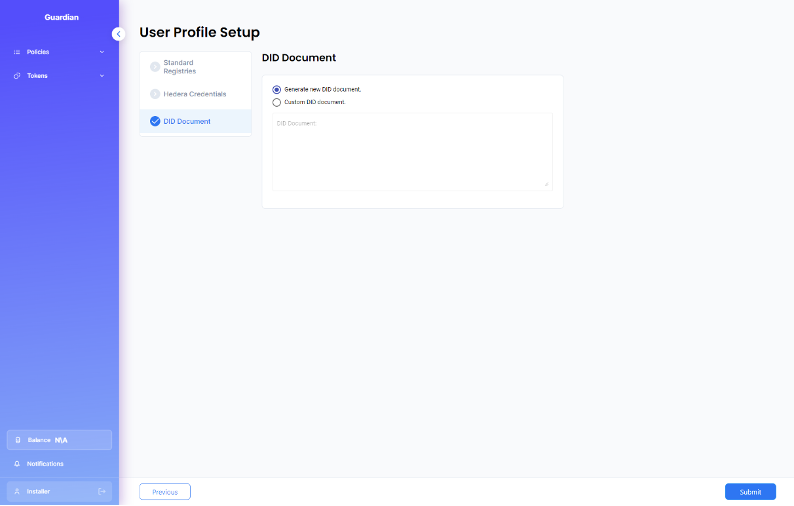 Guardian
Policies
Tokens
Balance N\A
Notifications
Installer
User Profile Setup
Standard
Registries
Hedera Credentials
DID Document
DID Document
Generate new DID document.
Custom DID document.
DID Document
Previous
Submit